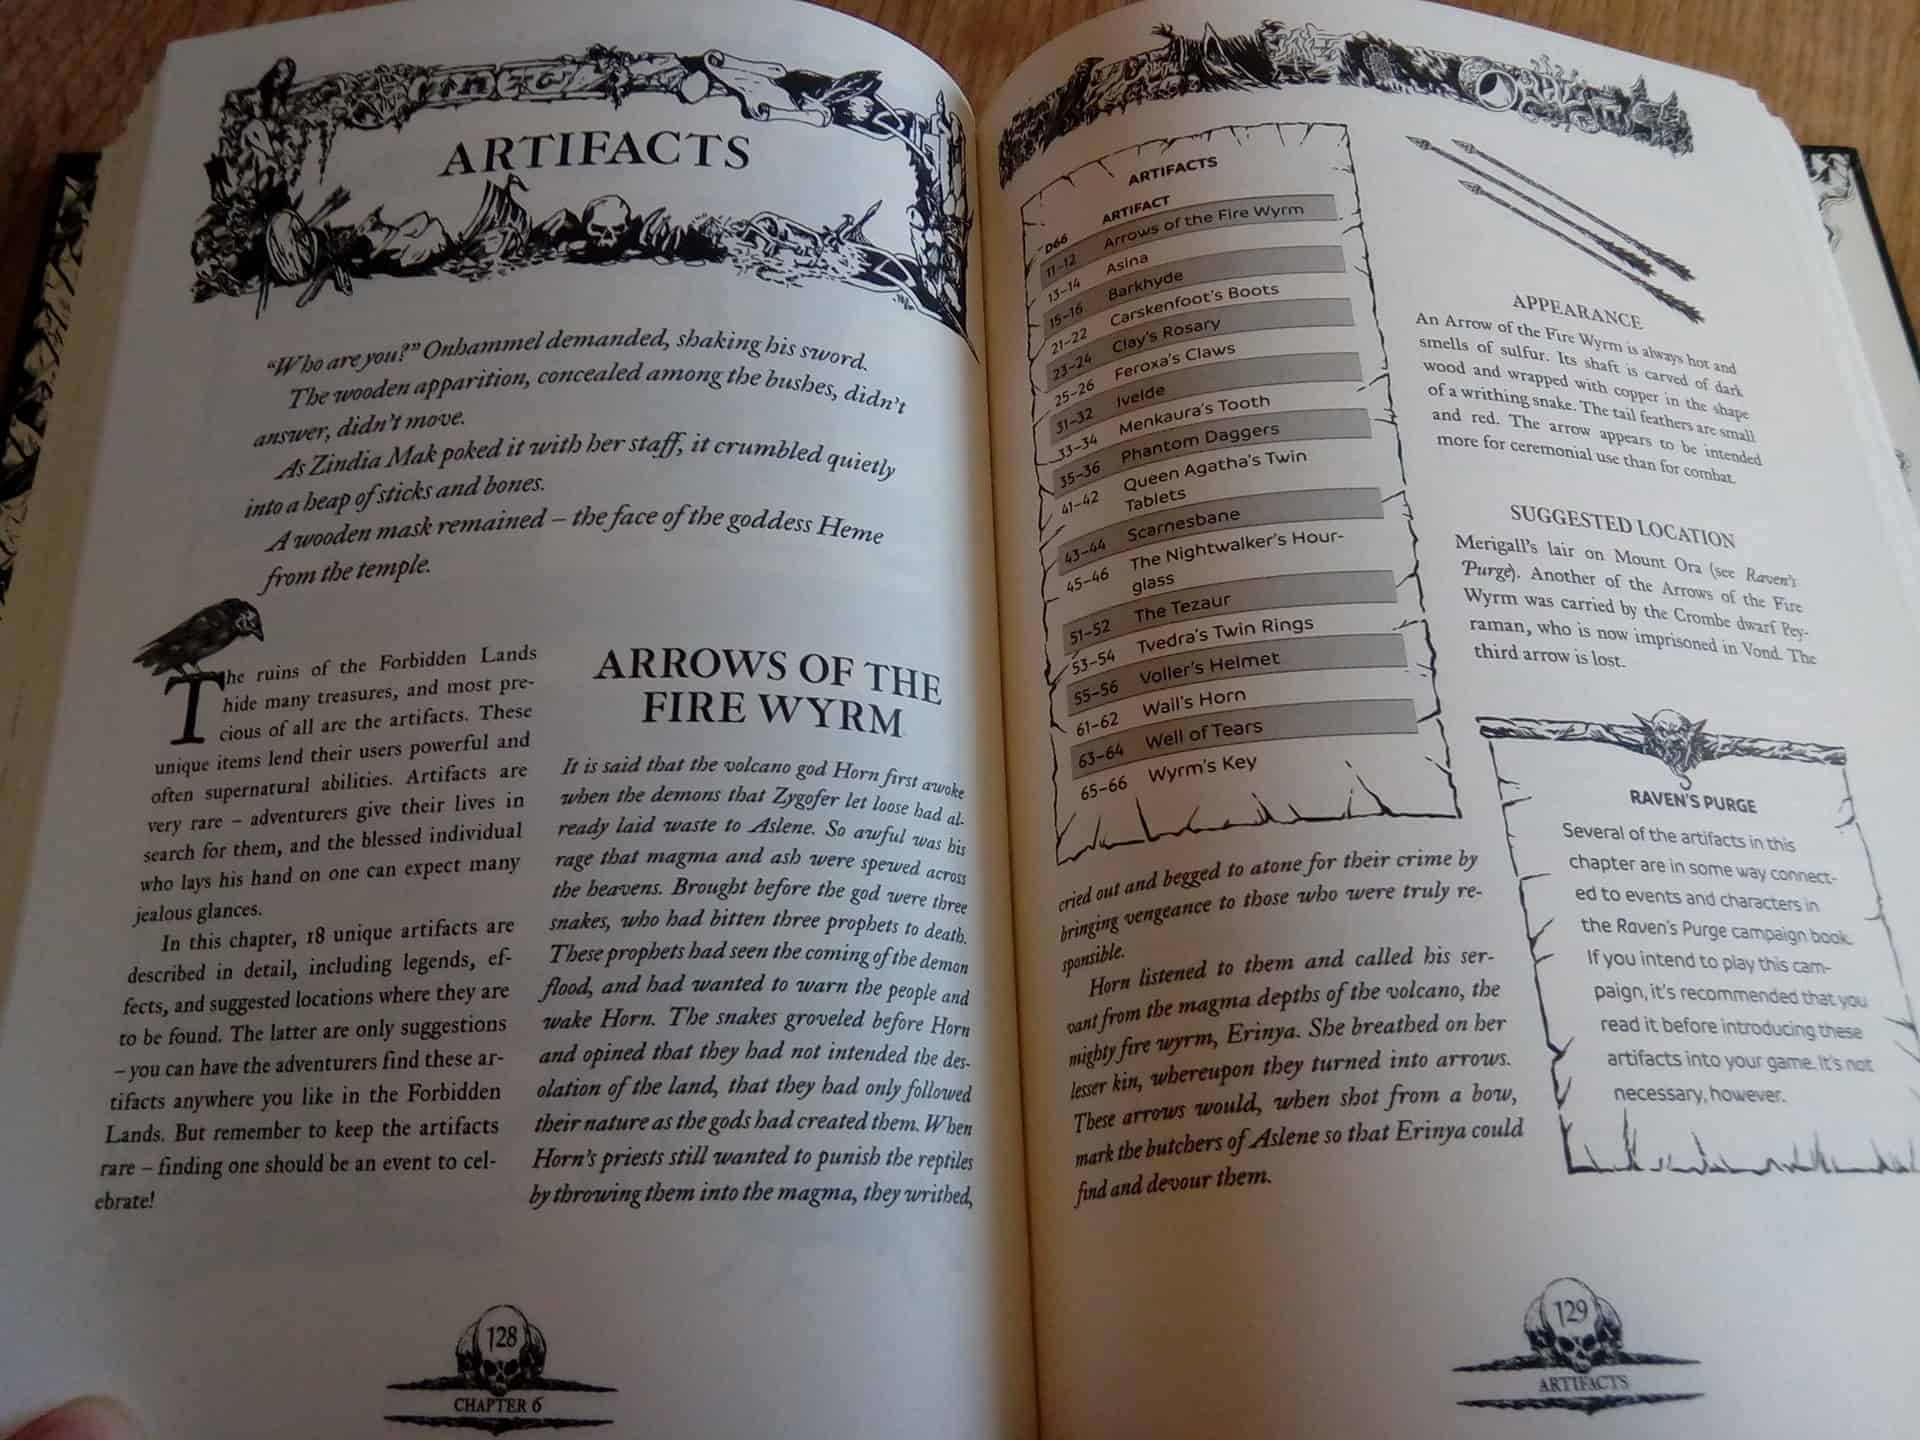 ARTIFACTS
“Who are you?” Onhammel demanded, shaking his sword.
The wooden apparition, concealed among the bushes, didn’t
answer, didn’t move.
As Zindia Mak poked it with her staff, it crumbled quietly
into a heap of sticks and bones.
A wooden mask remained – the face of the goddess Heme
from the temple.
The ruins of the Forbidden Lands
hide many treasures, and most pre-
cious of all are the artifacts. These
unique items lend their users powerful and
often supernatural abilities. Artifacts are
very rare – adventurers give their lives in
search for them, and the blessed individual
who lays his hand on one can expect many
jealous glances.
In this chapter, 18 unique artifacts are
described in detail, including legends, ef-
fects, and suggested locations where they are
to be found. The latter are only suggestions
– you can have the adventurers find these ar-
tifacts anywhere you like in the Forbidden
Lands. But remember to keep the artifacts
rare – finding one should be an event to cel-
ebrate!
ARROWS OF THE
FIRE WYRM
It is said that the volcano god Horn first awoke
when the demons that Zygofer let loose had al-
ready laid waste to Aslene. So awful was his
rage that magma and ash were spewed across
the heavens. Brought before the god were three
snakes, who had bitten three prophets to death.
These prophets had seen the coming of the demon
flood, and had wanted to warn the people and
wake Horn. The snakes groveled before Horn
and opined that they had not intended the des-
olation of the land, that they had only followed
their nature as the gods had created them. When
Horn’s priests still wanted to punish the reptiles
by throwing them into the magma, they writhed,
128
CHAPTER 6
ARTIFACTS
D66 ARTIFACT
11–12 Arrows of the Fire Wyrm
13–14 Asina
15–16 Barkhyde
21–22 Carskenfoot’s Boots
23–24 Clay’s Rosary
25–26 Feroxa’s Claws
31–32 Ivelde
33–34 Menkaura’s Tooth
35–36 Phantom Daggers
41–42 Queen Agatha’s Twin
Tablets
43–44 Scarnesbane
45–46 The Nightwalker’s Hour-
glass
51–52 The Tezaur
53–54 Tvedra’s Twin Rings
55–56 Voller’s Helmet
61–62 Wail’s Horn
63–64 Well of Tears
65–66 Wyrm’s Key
cried out and begged to atone for their crime by
bringing vengeance to those who were truly re-
sponsible.
Horn listened to them and called his ser-
vant from the magma depths of the volcano, the
mighty fire wyrm, Erinya. She breathed on her
lesser kin, whereupon they turned into arrows.
These arrows would, when shot from a bow,
mark the butchers of Aslene so that Erinya could
find and devour them.
APPEARANCE
An Arrow of the Fire Wyrm is always hot and
smells of sulfur. Its shaft is carved of dark
wood and wrapped with copper in the shape
of a writhing snake. The tail feathers are small
and red. The arrow appears to be intended
more for ceremonial use than for combat.
SUGGESTED LOCATION
Merigall’s lair on Mount Ora (see Raven’s
Purge). Another of the Arrows of the Fire
Wyrm was carried by the Crombe dwarf Pey-
raman, who is now imprisoned in Vond. The
third arrow is lost.
RAVEN’S PURGE
Several of the artifacts in this
chapter are in some way connect-
ed to events and characters in
the Raven’s Purge campaign book.
If you intend to play this cam-
paign, it’s recommended that you
read it before introducing these
artifacts into your game. It’s not
necessary, however.
129
ARTIFACTS